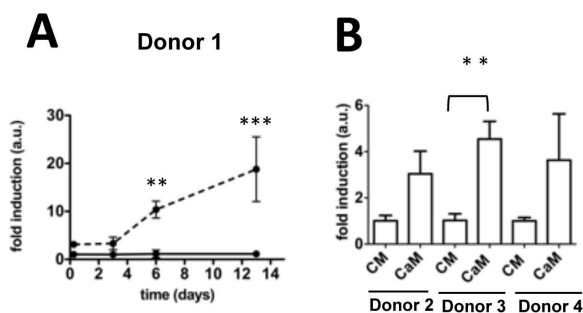 A
Donor 1
fold induction (a.u.)
30
20
10
0
**
***
0 2 4 6 8 10 12 14
time (days)
B
* *
fold induction (a.u.)
6
4
2
0
CM CaM CM CaM CM CaM
Donor 2 Donor 3 Donor 4